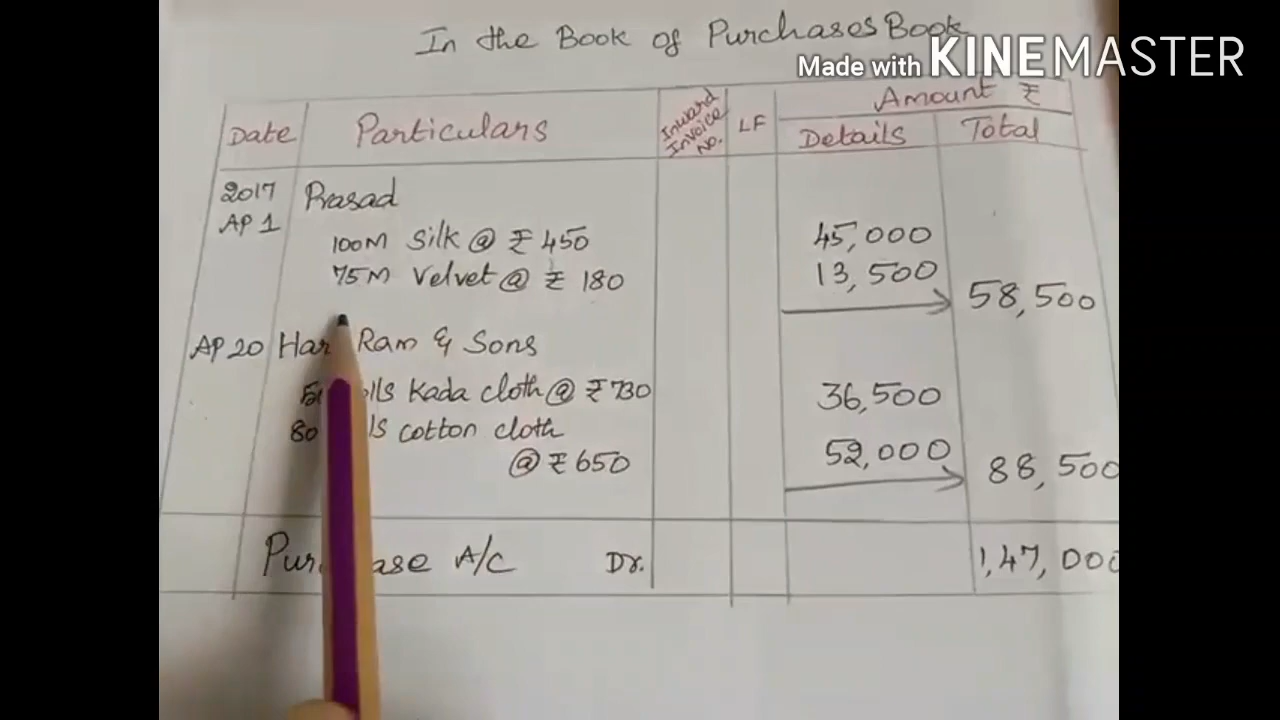 In the Book of Purchases Book
Made with KINEMASTER
Date Particulars Inward Invoice No. LF Amount ₹
Details Total
2017 Prasad
AP 1
100M Silk @ ₹ 450 45,000
75M Velvet @ ₹ 180 13,500 58,500
AP 20 Har Ram & Sons
Kada cloth @ ₹ 730 36,500
80 cotton cloth
@ ₹ 650 52,000 88,500
Purchase A/C Dr. 1,47,000